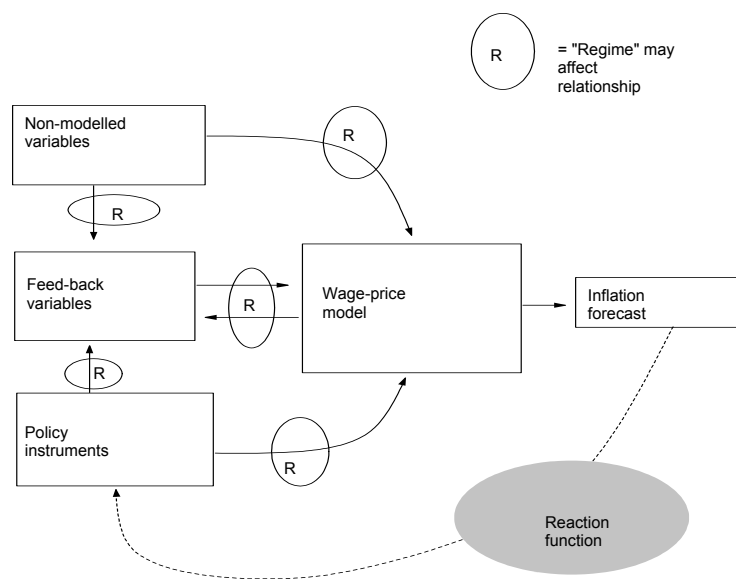 R
= "Regime" may
affect
relationship
Non-modelled
variables
R
R
Feed-back
variables
R
Wage-price
model
Inflation
forecast
R
Policy
instruments
R
Reaction
function